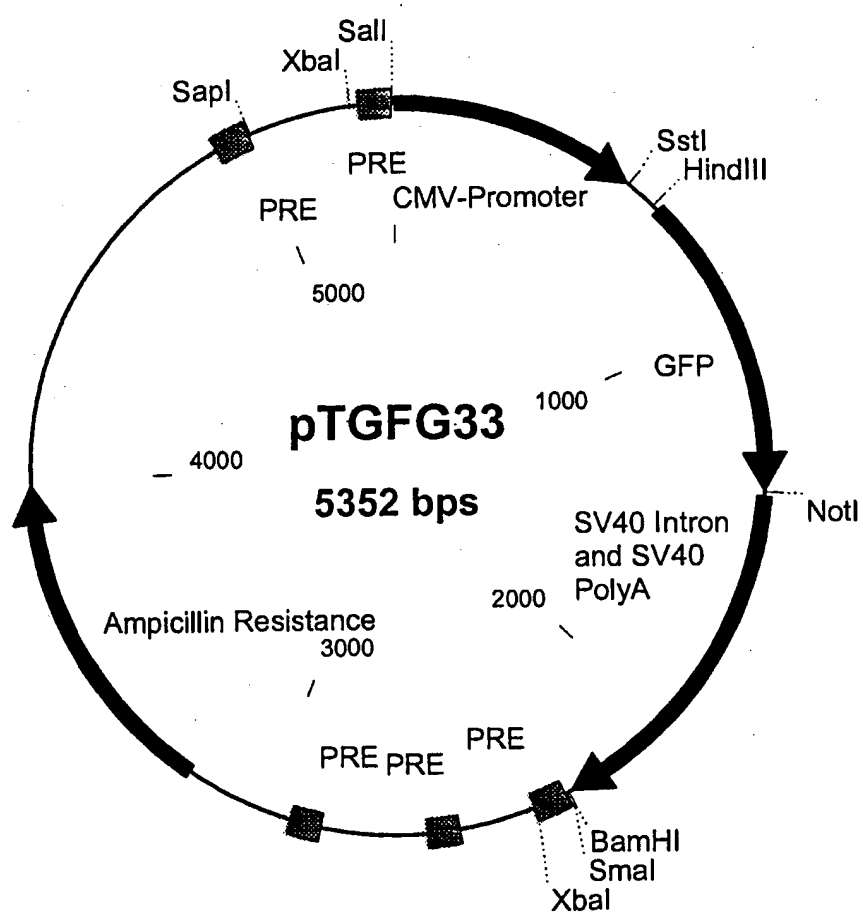 SalI
XbaI
SapI
SstI
HindIII
PRE
PRE
CMV-Promoter
5000
GFP
1000
pTGFG33
4000
5352 bps
NotI
SV40 Intron
and SV40
PolyA
2000
Ampicillin Resistance
3000
PRE
PRE
PRE
BamHI
SmaI
XbaI